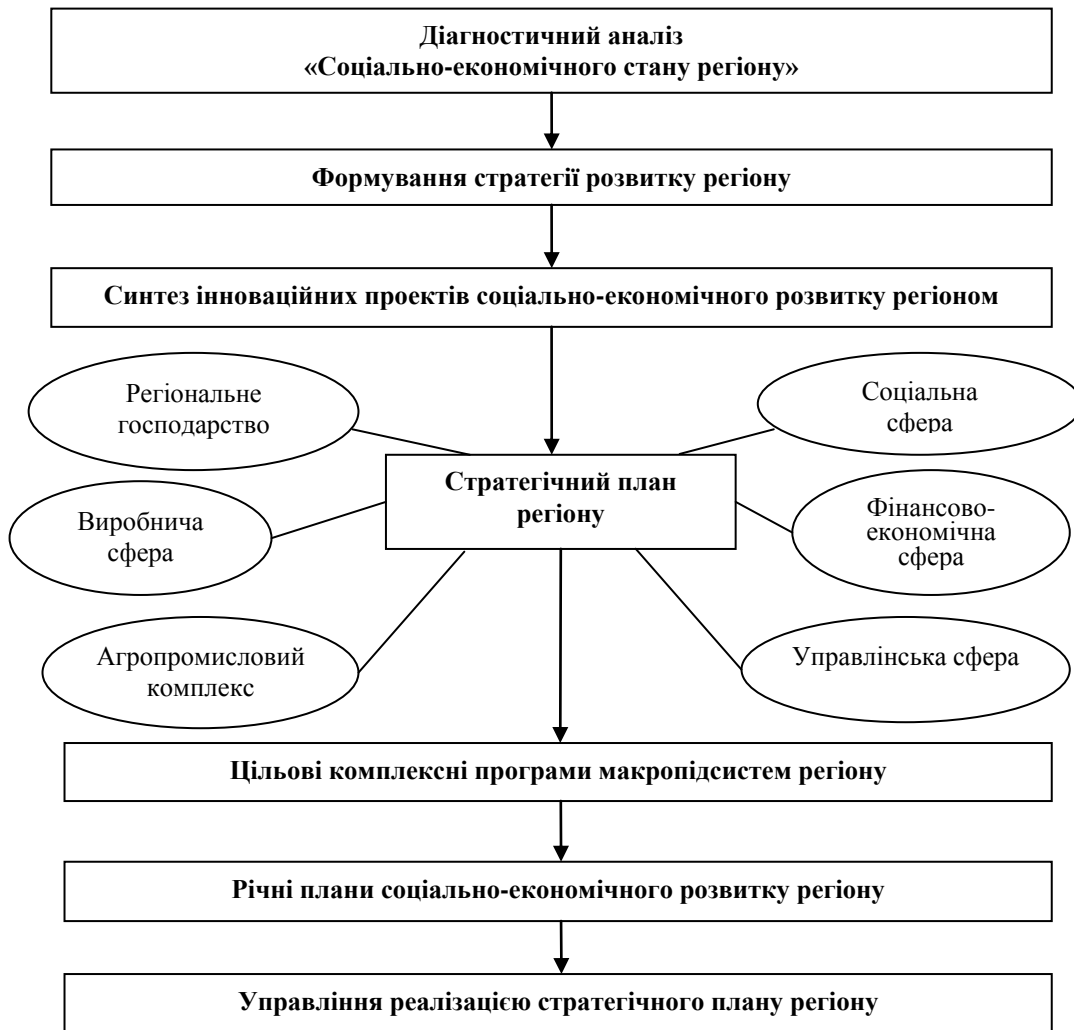 Діагностичний аналіз
«Соціально-економічного стану регіону»
Формування стратегії розвитку регіону
Синтез інноваційних проектів соціально-економічного розвитку регіоном
Регіональне
господарство
Соціальна
сфера
Стратегічний план
регіону
Виробнича
сфера
Фінансово-
економічна
сфера
Агропромисловий
комплекс
Управлінська сфера
Цільові комплексні програми макропідсистем регіону
Річні плани соціально-економічного розвитку регіону
Управління реалізацією стратегічного плану регіону